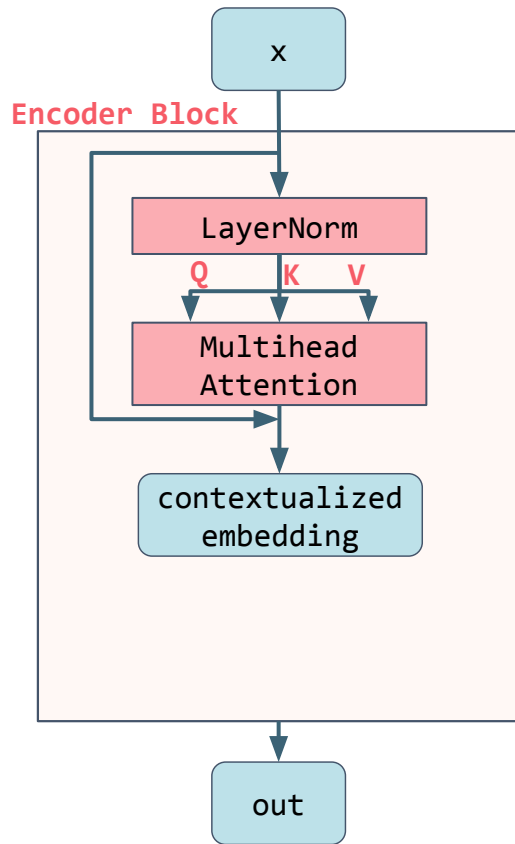 x
Encoder Block
LayerNorm
Q K V
Multihead
Attention
contextualized
embedding
out